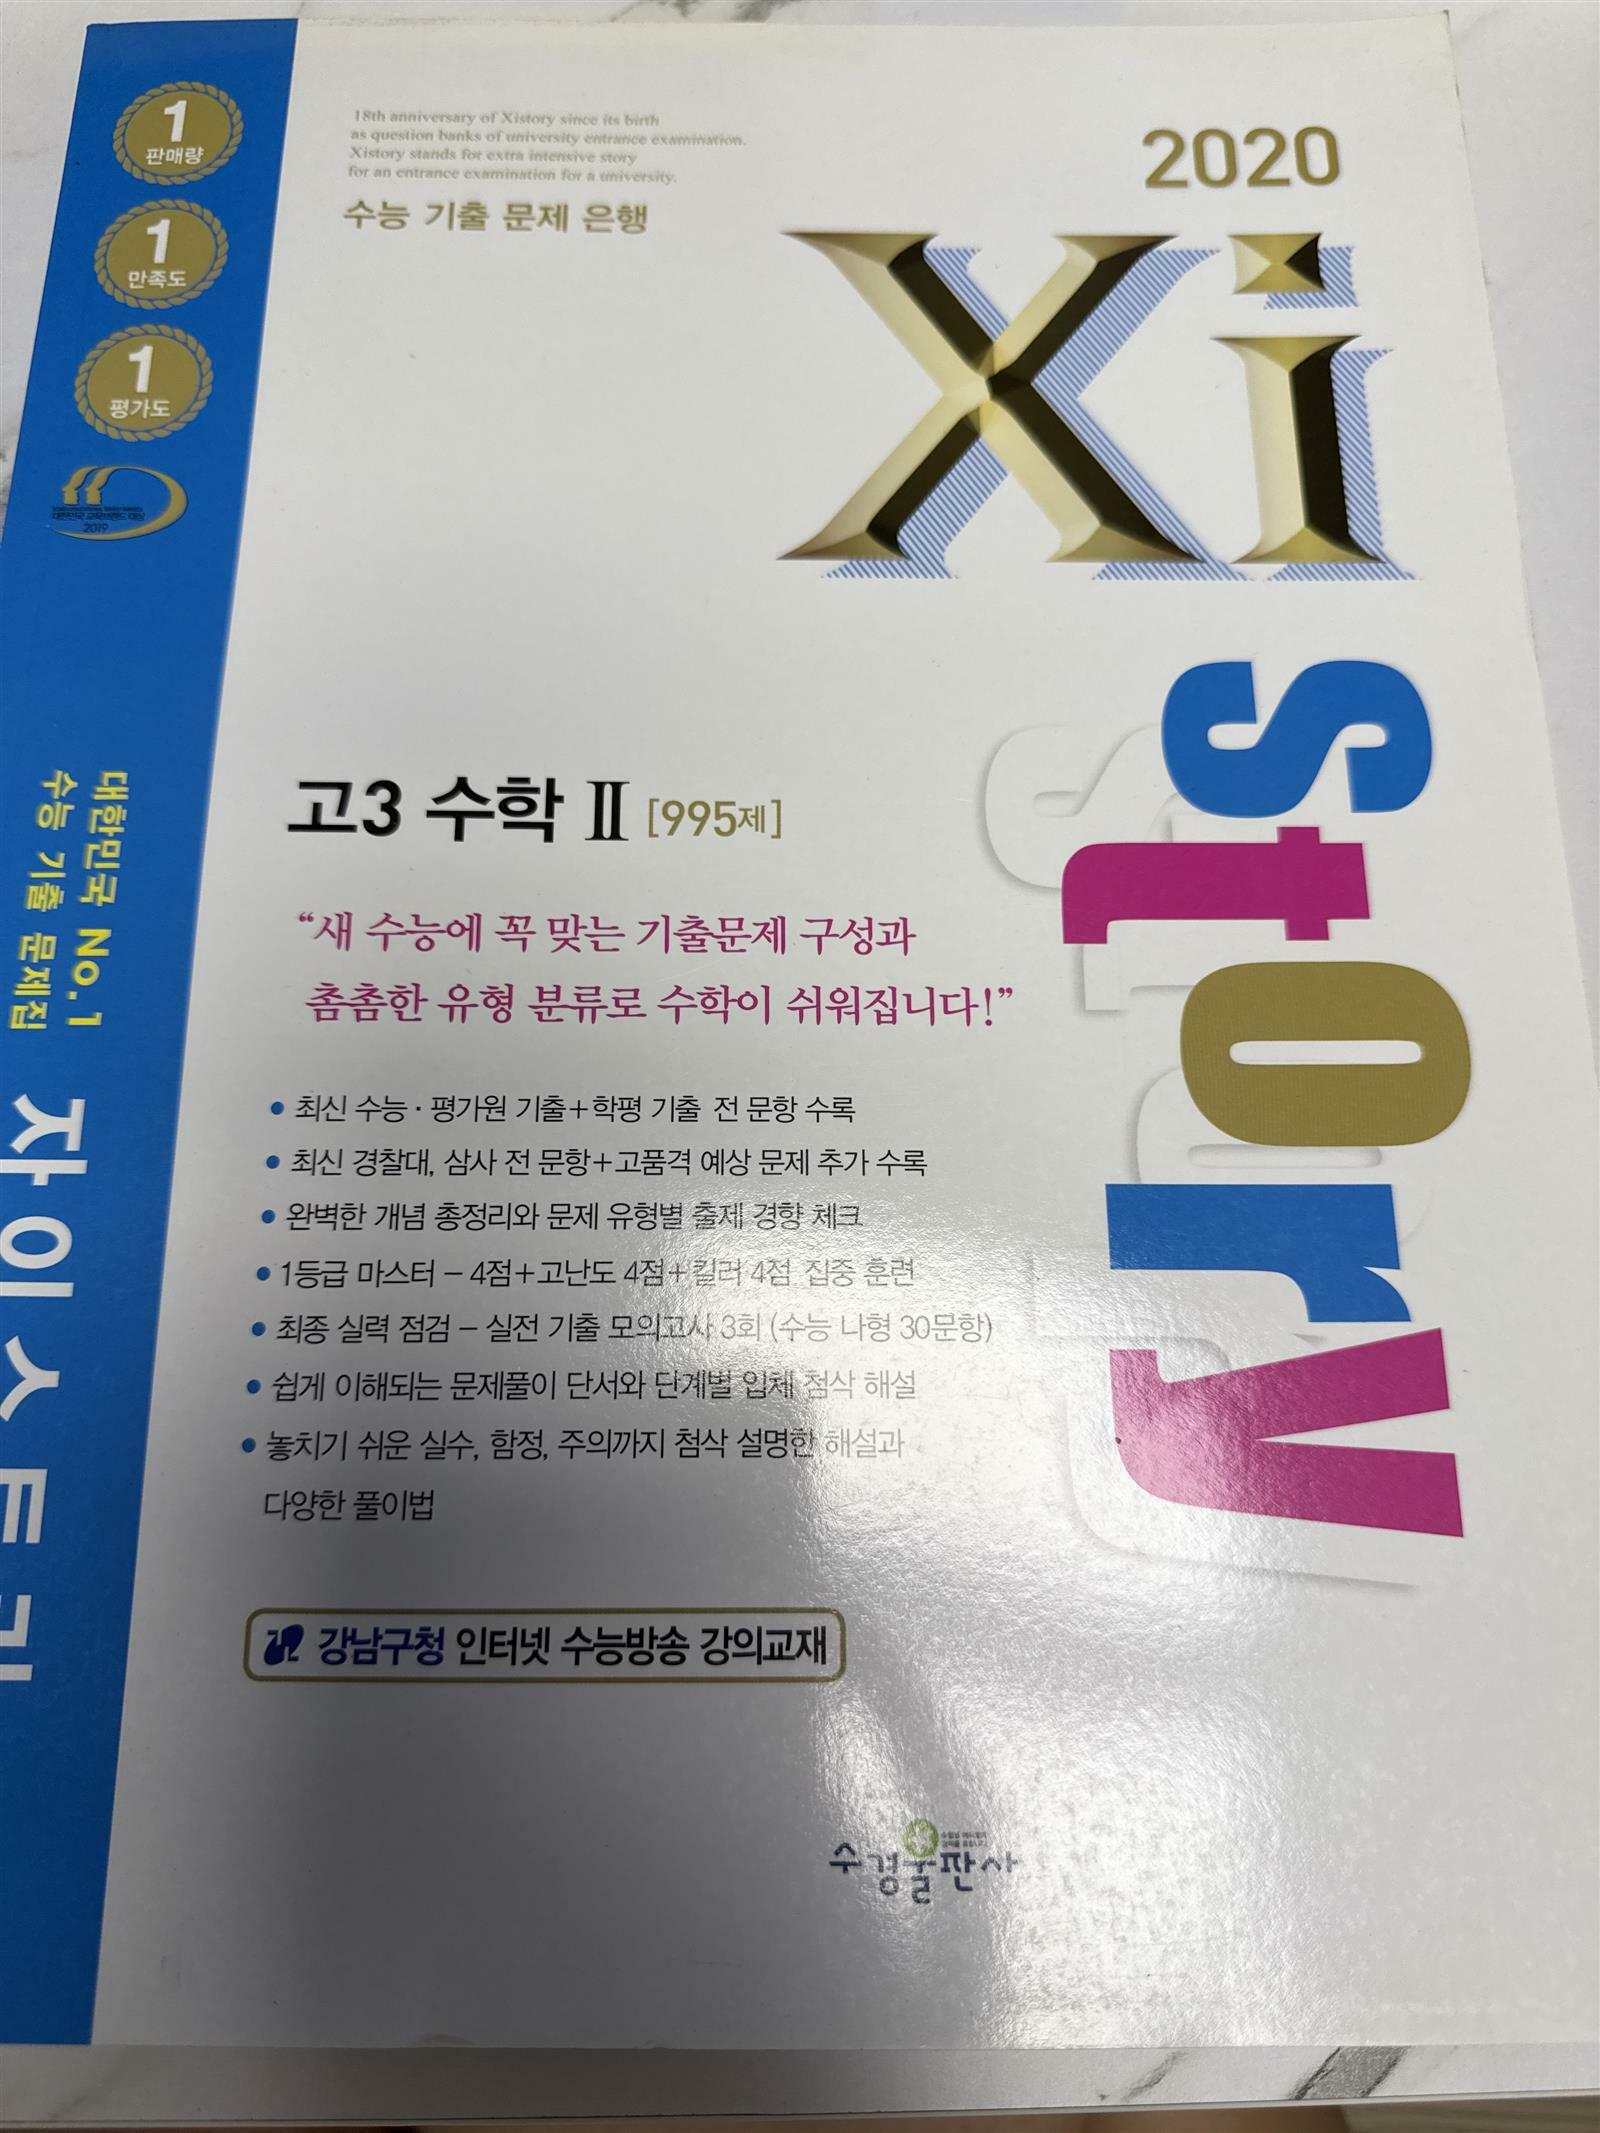 1
판매량
1
만족도
1
평가도
2019
대한민국 No.1
수능 기출 문제집
자이스토리
18th anniversary of Xistory since its birth
as question banks of university entrance examination.
Xistory stands for extra intensive story
for an entrance examination for a university.
수능 기출 문제 은행
2020
Xi
story
고3 수학 Ⅱ [995제]
“새 수능에 꼭 맞는 기출문제 구성과
촘촘한 유형 분류로 수학이 쉬워집니다!”
• 최신 수능 · 평가원 기출+학평 기출 전 문항 수록
• 최신 경찰대, 삼사 전 문항+고품격 예상 문제 추가 수록
• 완벽한 개념 총정리와 문제 유형별 출제 경향 체크
• 1등급 마스터 – 4점+고난도 4점+킬러 4점 집중 훈련
• 최종 실력 점검 – 실전 기출 모의고사 3회 (수능 나형 30문항)
• 쉽게 이해되는 문제풀이 단서와 단계별 입체 첨삭 해설
• 놓치기 쉬운 실수, 함정, 주의까지 첨삭 설명한 해설과
다양한 풀이법
강남구청 인터넷 수능방송 강의교재
수경출판사